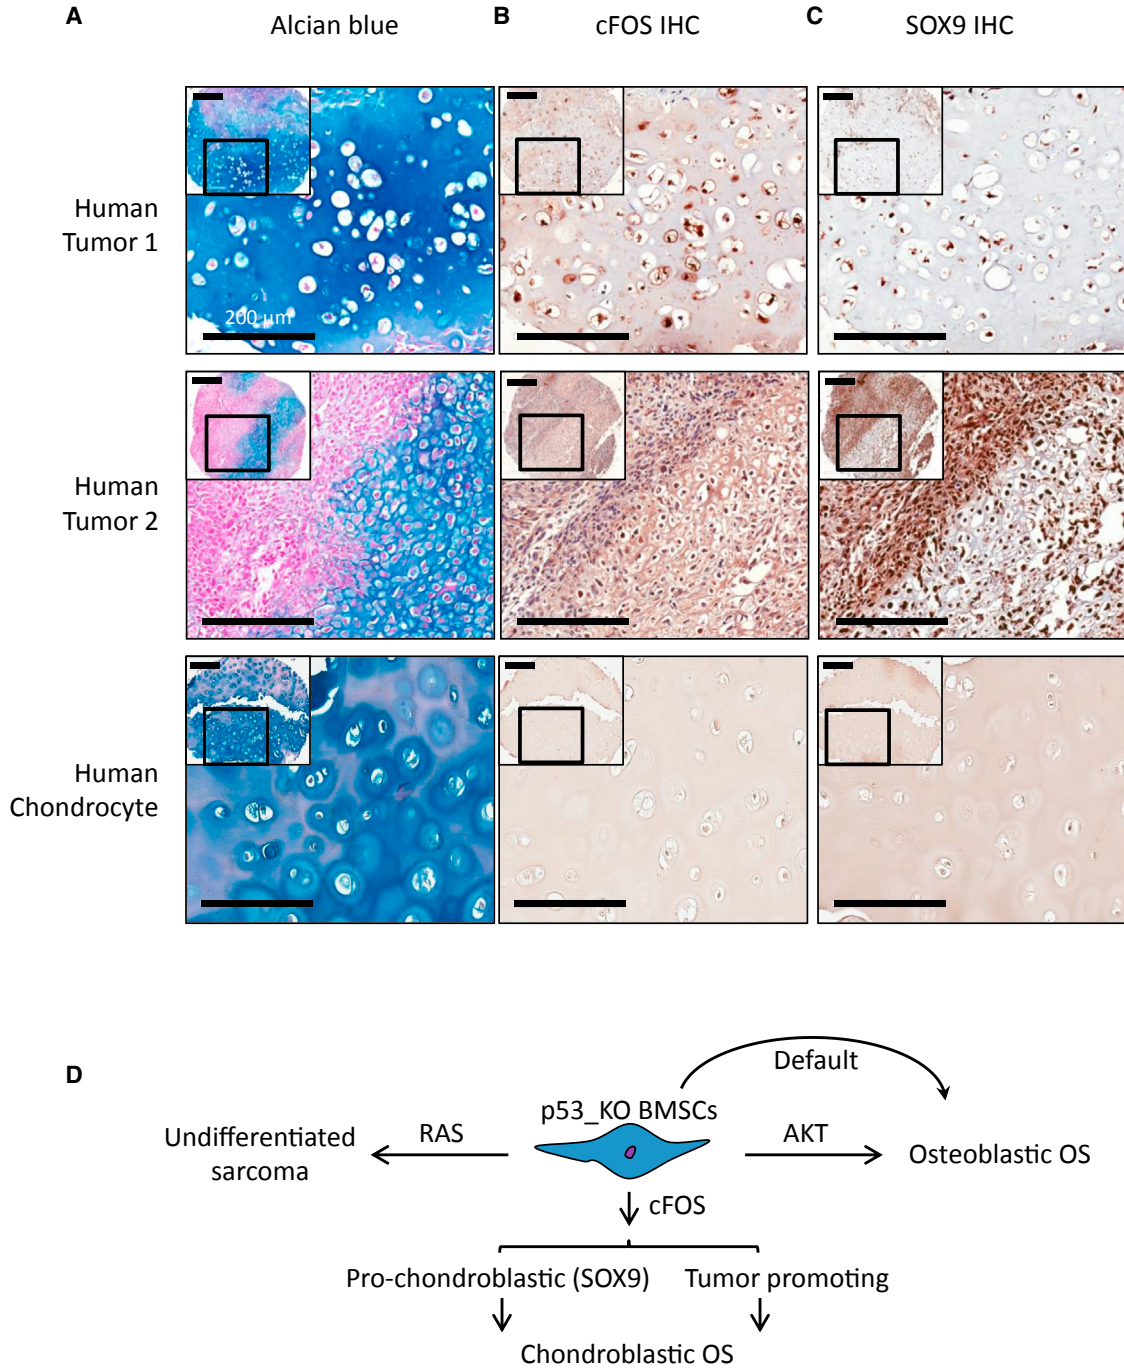 A
Alcian blue
B
cFOS IHC
C
SOX9 IHC
Human
Tumor 1
200 μm
Human
Tumor 2
Human
Chondrocyte
D
Default
p53_KO BMSCs
Undifferentiated
sarcoma
RAS
AKT
Osteoblastic OS
cFOS
Pro-chondroblastic (SOX9)
Tumor promoting
Chondroblastic OS